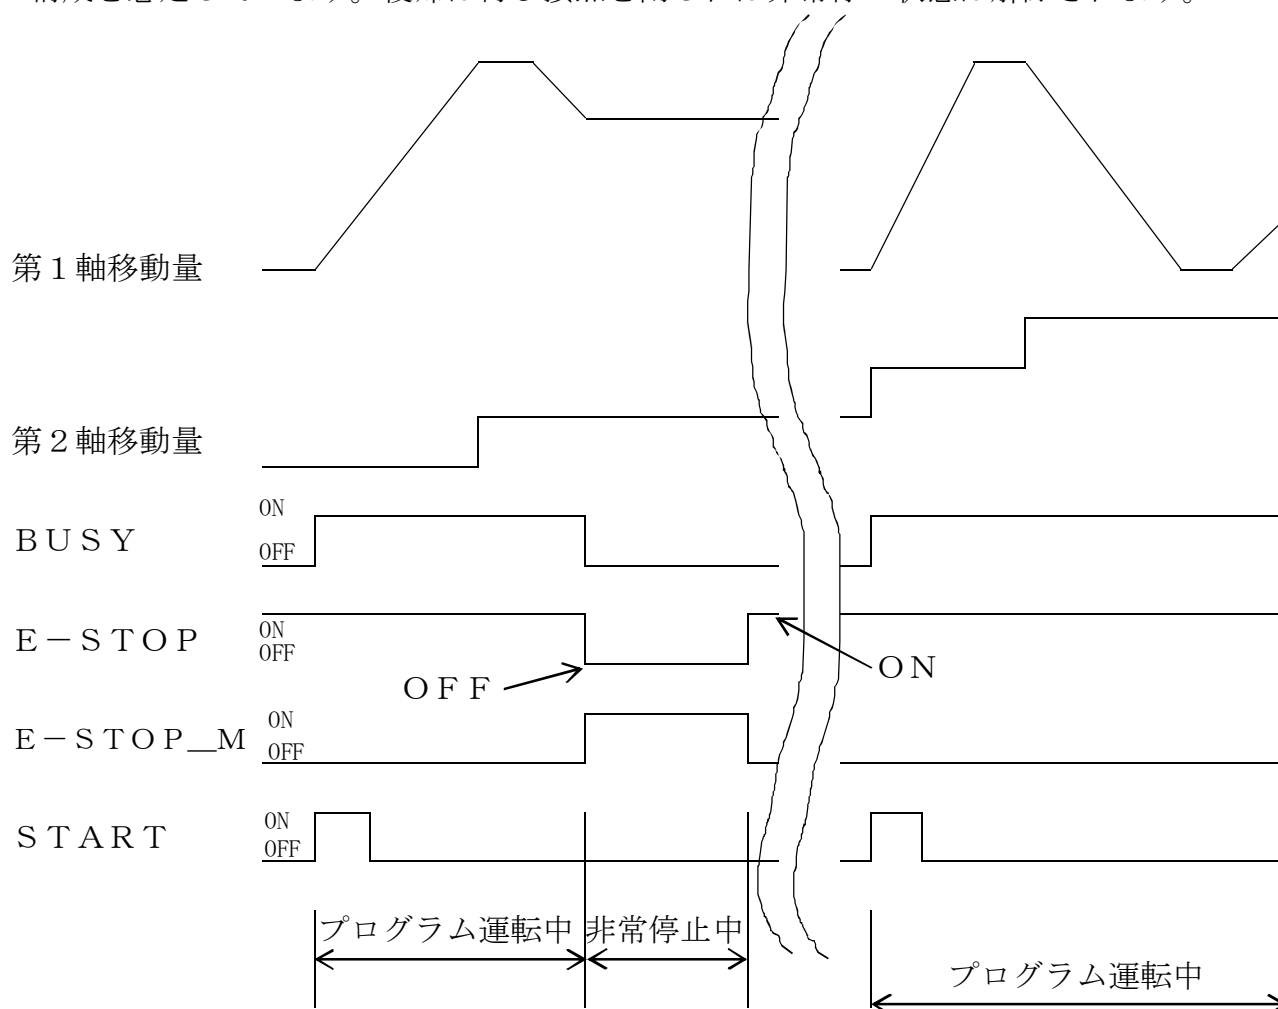 第１軸移動量
第２軸移動量
ON
ＢＵＳＹ
OFF
Ｅ－ＳＴＯＰ
ON
OFF
ＯＦＦ
ＯＮ
ON
Ｅ－ＳＴＯＰ＿Ｍ
OFF
ＳＴＡＲＴ
ON
OFF
プログラム運転中
非常停止中
プログラム運転中